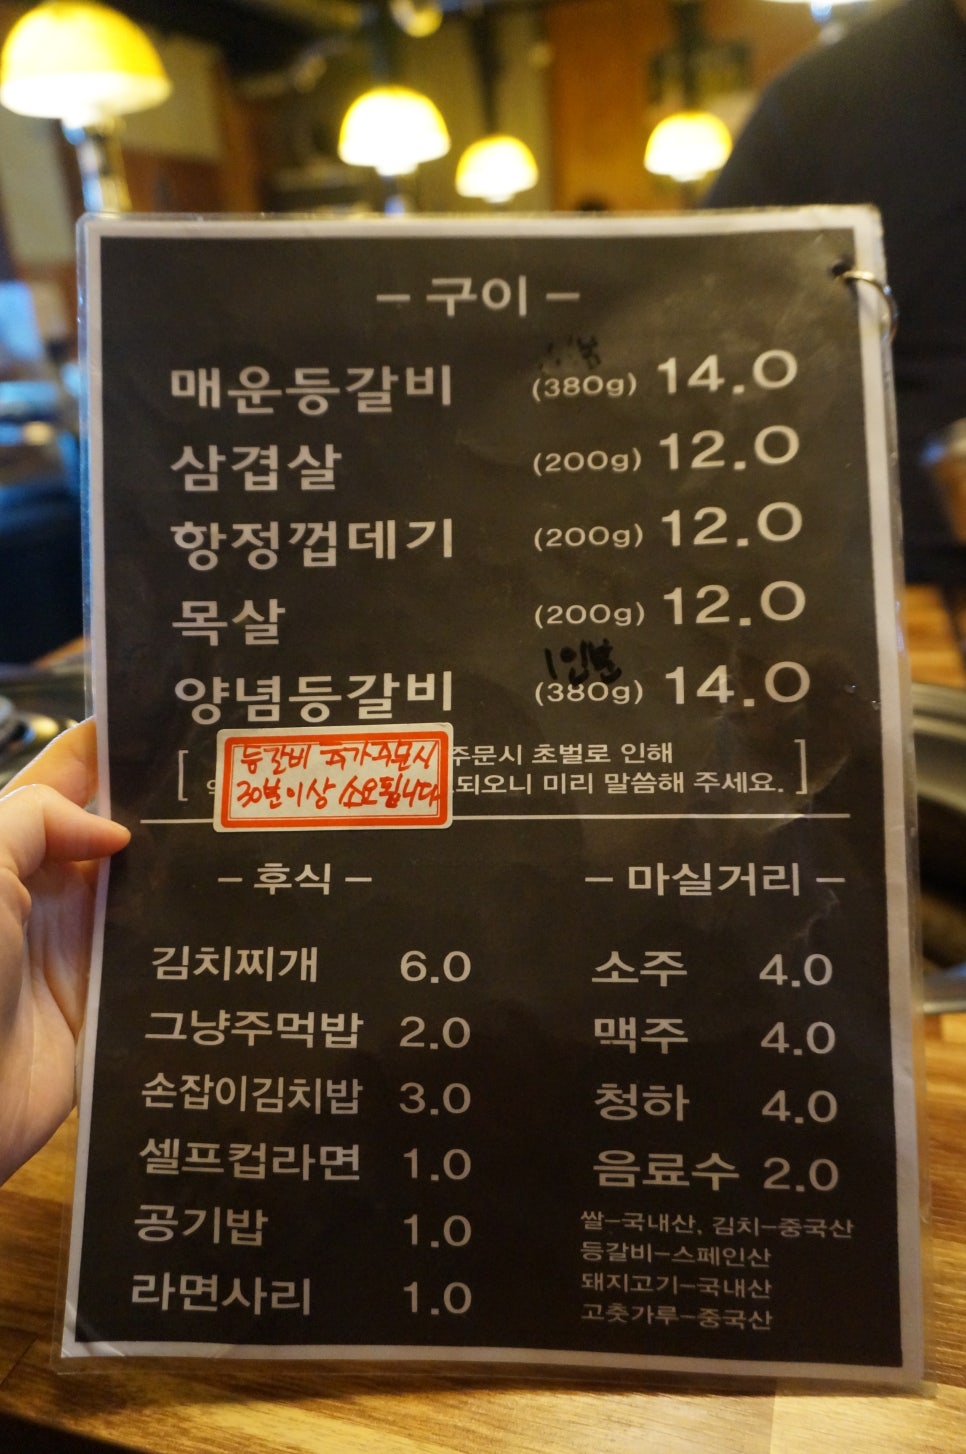 – 구이 –
매운등갈비 (380g) 14.0
삼겹살 (200g) 12.0
항정껍데기 (200g) 12.0
목살 (200g) 12.0
1인분
양념등갈비 (380g) 14.0
등갈비 추가주문시
30분이상 소요됩니다
주문시 초벌로 인해
되오니 미리 말씀해 주세요.
– 후식 –
김치찌개 6.0
그냥주먹밥 2.0
손잡이김치밥 3.0
셀프컵라면 1.0
공기밥 1.0
라면사리 1.0
– 마실거리 –
소주 4.0
맥주 4.0
청하 4.0
음료수 2.0
쌀–국내산, 김치–중국산
등갈비–스페인산
돼지고기–국내산
고춧가루–중국산